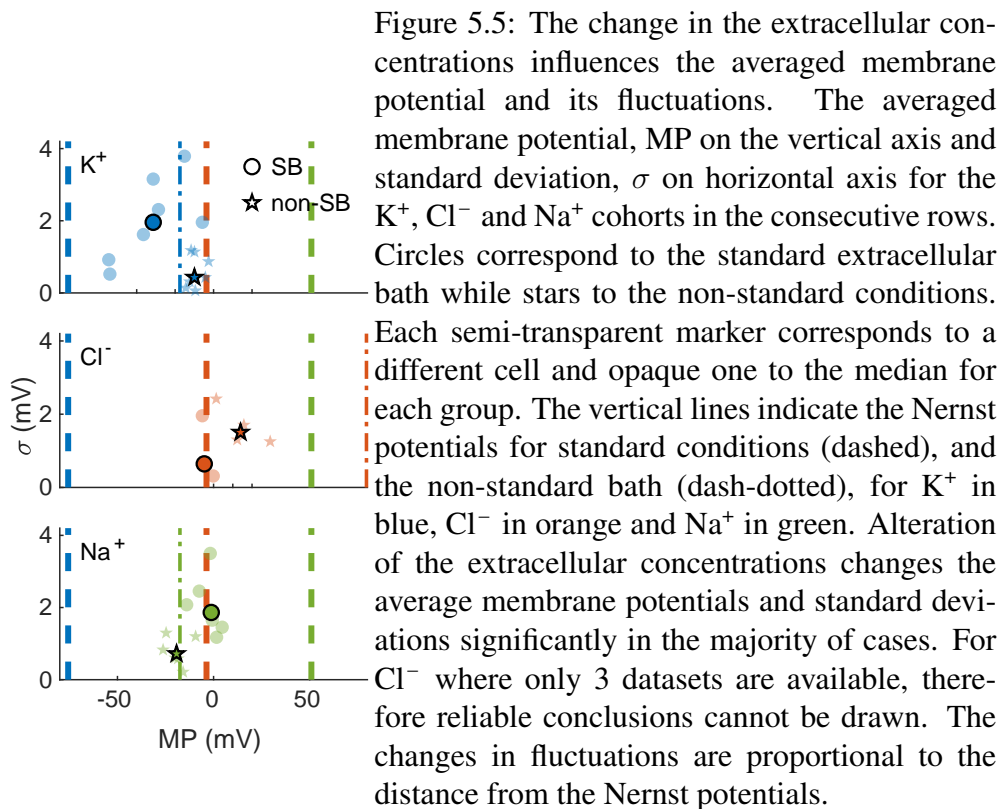 Figure 5.5: The change in the extracellular con-
centrations influences the averaged membrane
potential and its fluctuations. The averaged
membrane potential, MP on the vertical axis and
standard deviation, σ on horizontal axis for the
K⁺, Cl⁻ and Na⁺ cohorts in the consecutive rows.
Circles correspond to the standard extracellular
bath while stars to the non-standard conditions.
Each semi-transparent marker corresponds to a
different cell and opaque one to the median for
each group. The vertical lines indicate the Nernst
potentials for standard conditions (dashed), and
the non-standard bath (dash-dotted), for K⁺ in
blue, Cl⁻ in orange and Na⁺ in green. Alteration
of the extracellular concentrations changes the
average membrane potentials and standard devi-
ations significantly in the majority of cases. For
Cl⁻ where only 3 datasets are available, there-
fore reliable conclusions cannot be drawn. The
changes in fluctuations are proportional to the
distance from the Nernst potentials.
4
K⁺
SB
non-SB
2
0
4
Cl⁻
2
0
σ (mV)
4
Na⁺
2
0
-50 0 50
MP (mV)